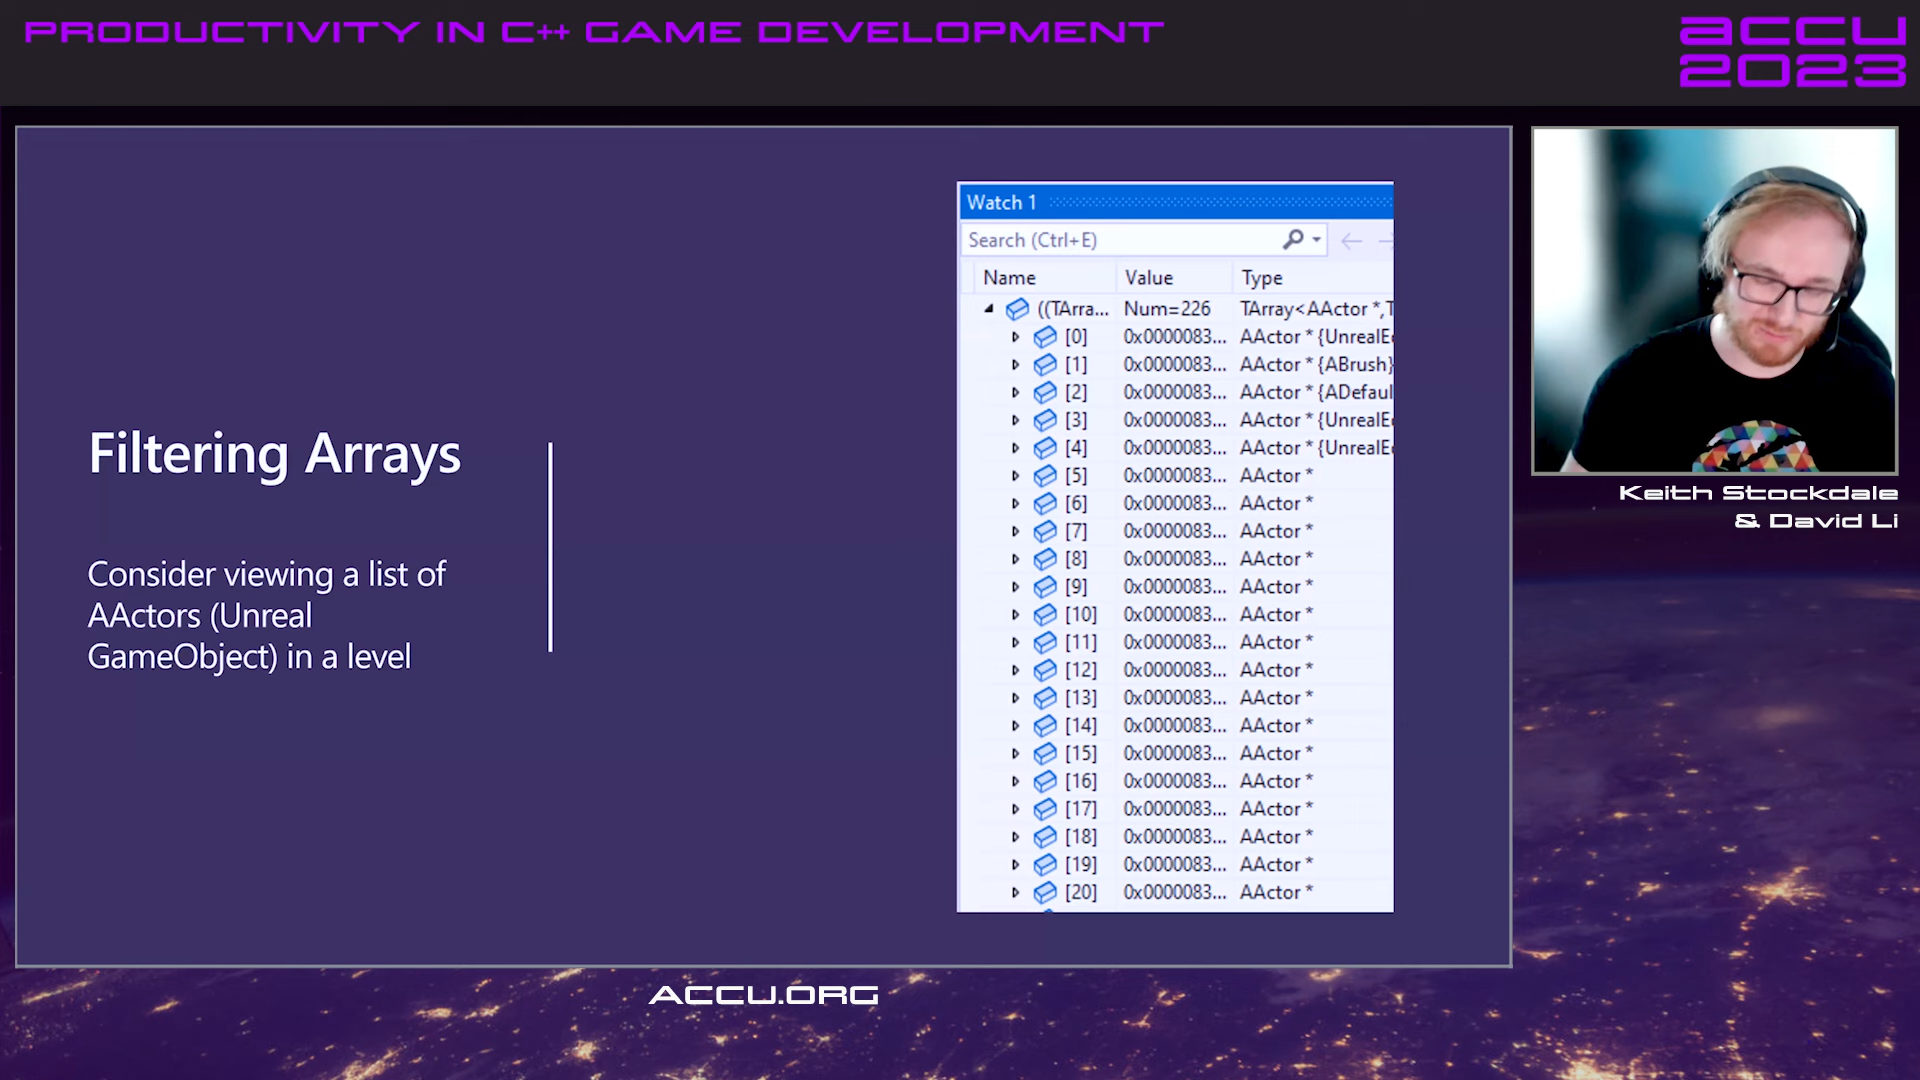 PRODUCTIVITY IN C++ GAME DEVELOPMENT
accu
2023
Filtering Arrays
Consider viewing a list of
AActors (Unreal
GameObject) in a level
Watch 1
Search (Ctrl+E)
Name Value Type
((TArra... Num=226 TArray<AActor *,T
[0] 0x0000083... AActor * {UnrealE
[1] 0x0000083... AActor * {ABrush}
[2] 0x0000083... AActor * {ADefaul
[3] 0x0000083... AActor * {UnrealE
[4] 0x0000083... AActor * {UnrealE
[5] 0x0000083... AActor *
[6] 0x0000083... AActor *
[7] 0x0000083... AActor *
[8] 0x0000083... AActor *
[9] 0x0000083... AActor *
[10] 0x0000083... AActor *
[11] 0x0000083... AActor *
[12] 0x0000083... AActor *
[13] 0x0000083... AActor *
[14] 0x0000083... AActor *
[15] 0x0000083... AActor *
[16] 0x0000083... AActor *
[17] 0x0000083... AActor *
[18] 0x0000083... AActor *
[19] 0x0000083... AActor *
[20] 0x0000083... AActor *
Keith Stockdale
& David Li
ACCU.ORG